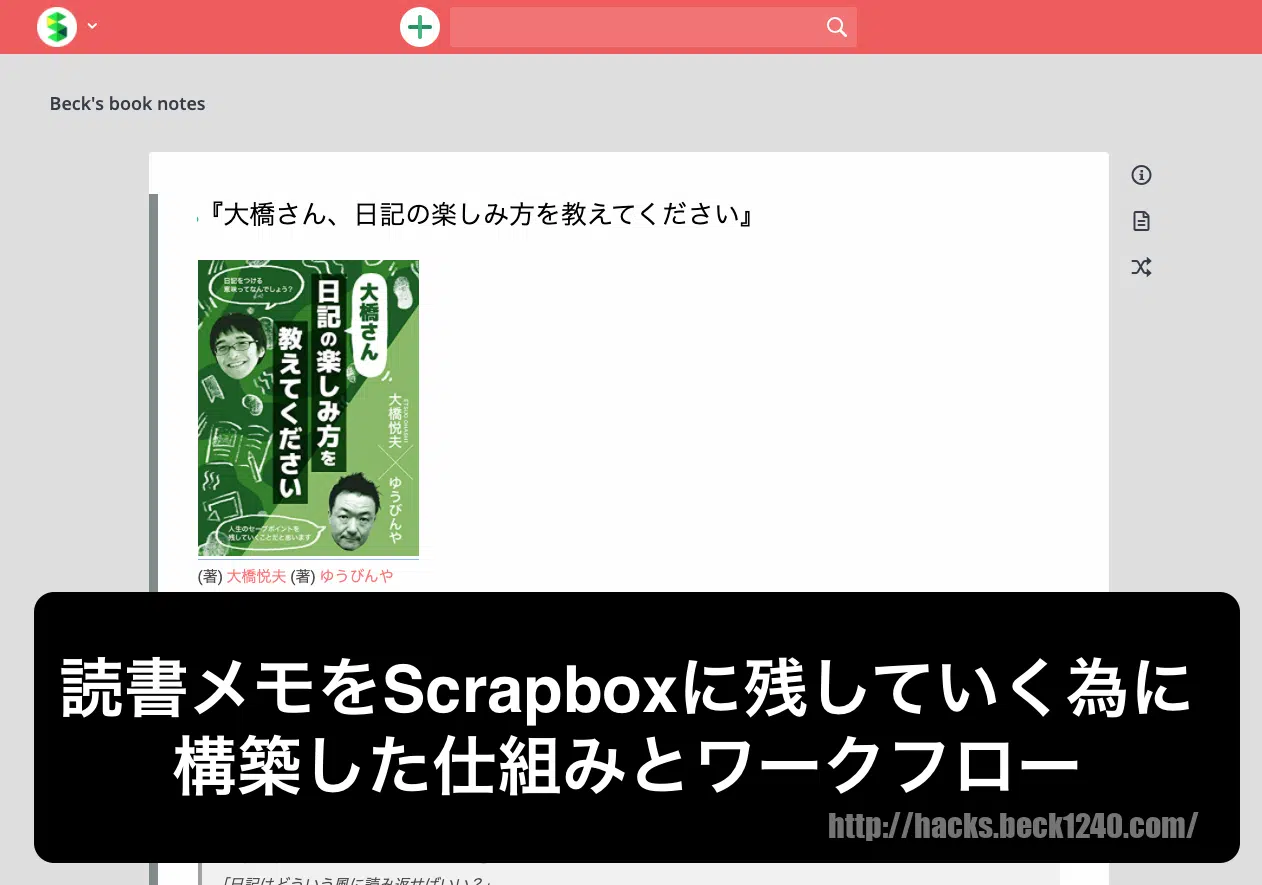 Beck's book notes
『大橋さん、日記の楽しみ方を教えてください』
日記をつける
意味ってなんでしょう?
大橋さん
日記の楽しみ方を
教えてください
大橋悦夫
ゆうびんや
人生のセーブポイントを
残していくことだと思います
(著) 大橋悦夫 (著) ゆうびんや
読書メモをScrapboxに残していく為に
構築した仕組みとワークフロー
http://hacks.beck1240.com/
「日記はどういう風に読み返せばいい？」